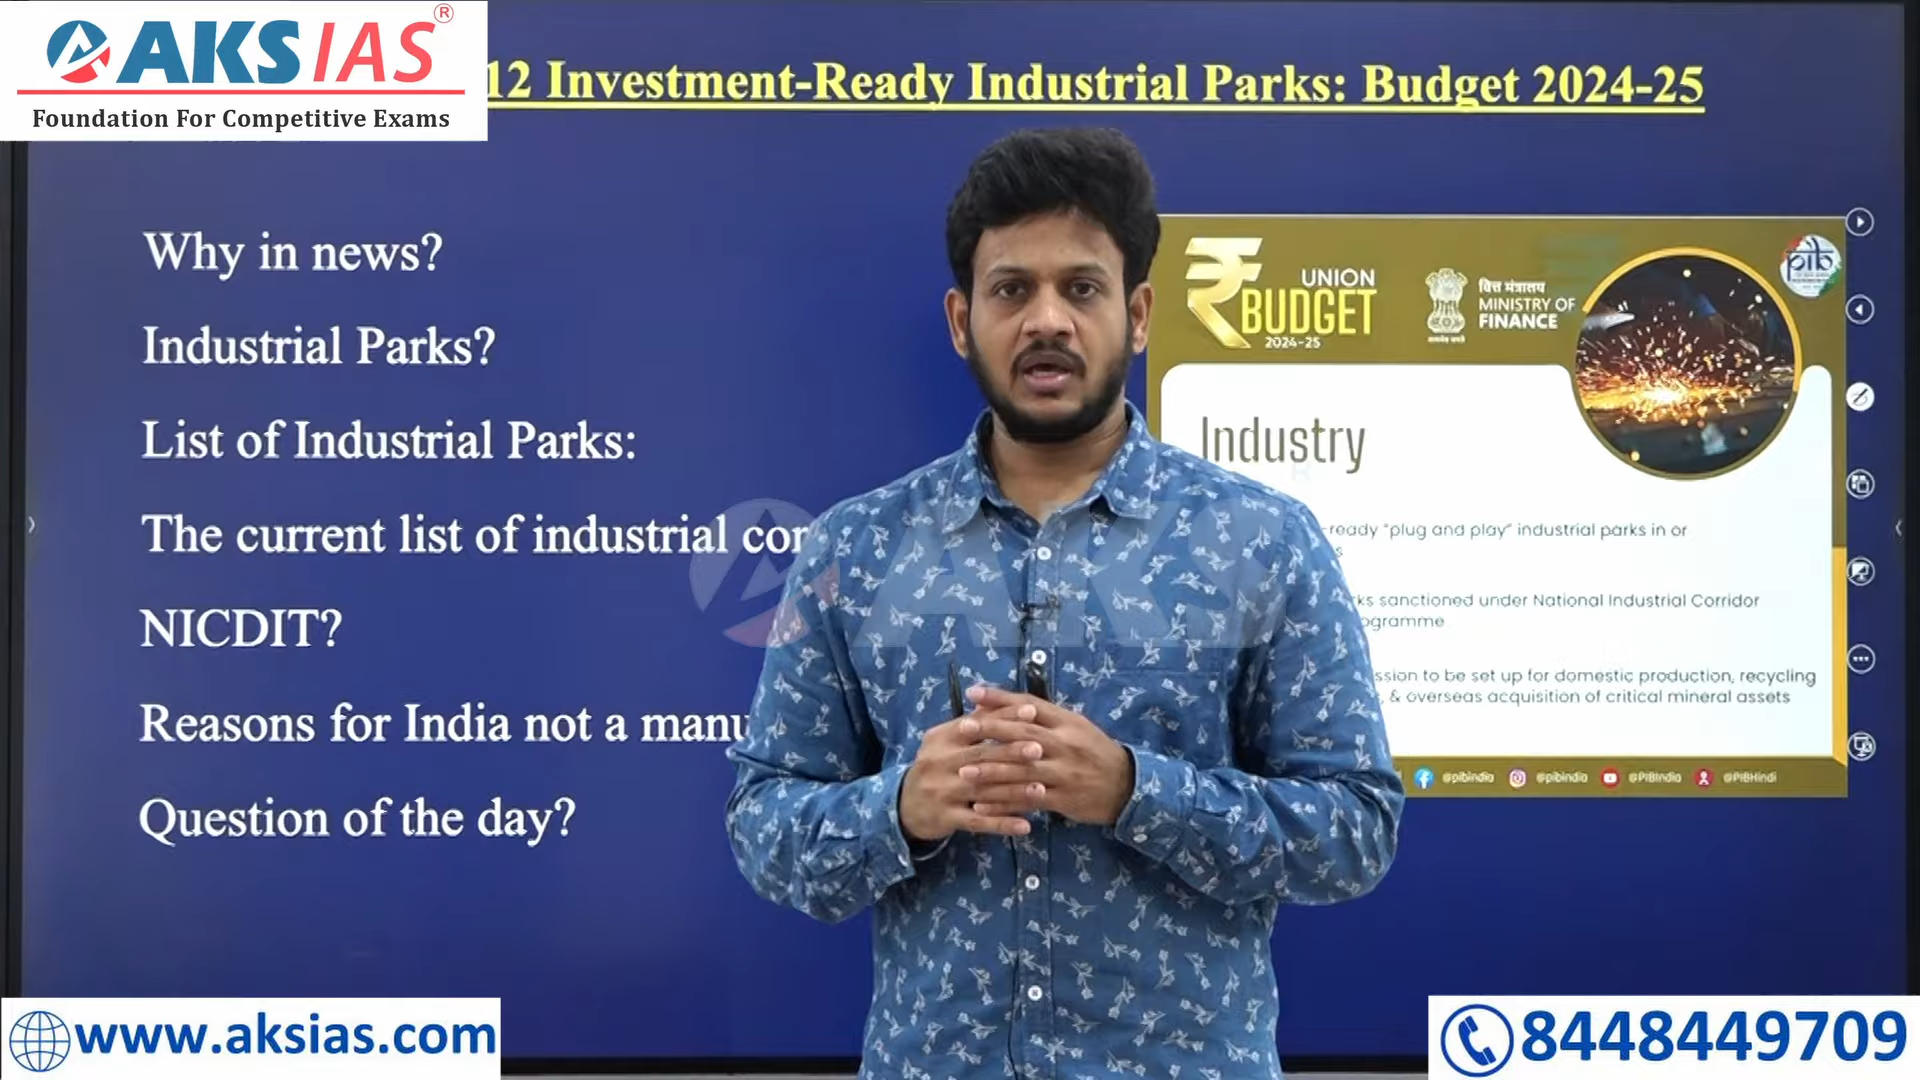 AKS IAS ®
Foundation For Competitive Exams
12 Investment-Ready Industrial Parks: Budget 2024-25
Why in news?
Industrial Parks?
List of Industrial Parks:
The current list of industrial cor
NICDIT?
Reasons for India not a manu
Question of the day?
UNION
BUDGET
2024-25
वित्त मंत्रालय
MINISTRY OF
FINANCE
pib
Industry
-ready "plug and play" industrial parks in or
s
ks sanctioned under National Industrial Corridor
ogramme
ssion to be set up for domestic production, recycling
, & overseas acquisition of critical mineral assets
@pibindia @pibindia @PIBIndia @PIBHindi
AKS
www.aksias.com
8448449709